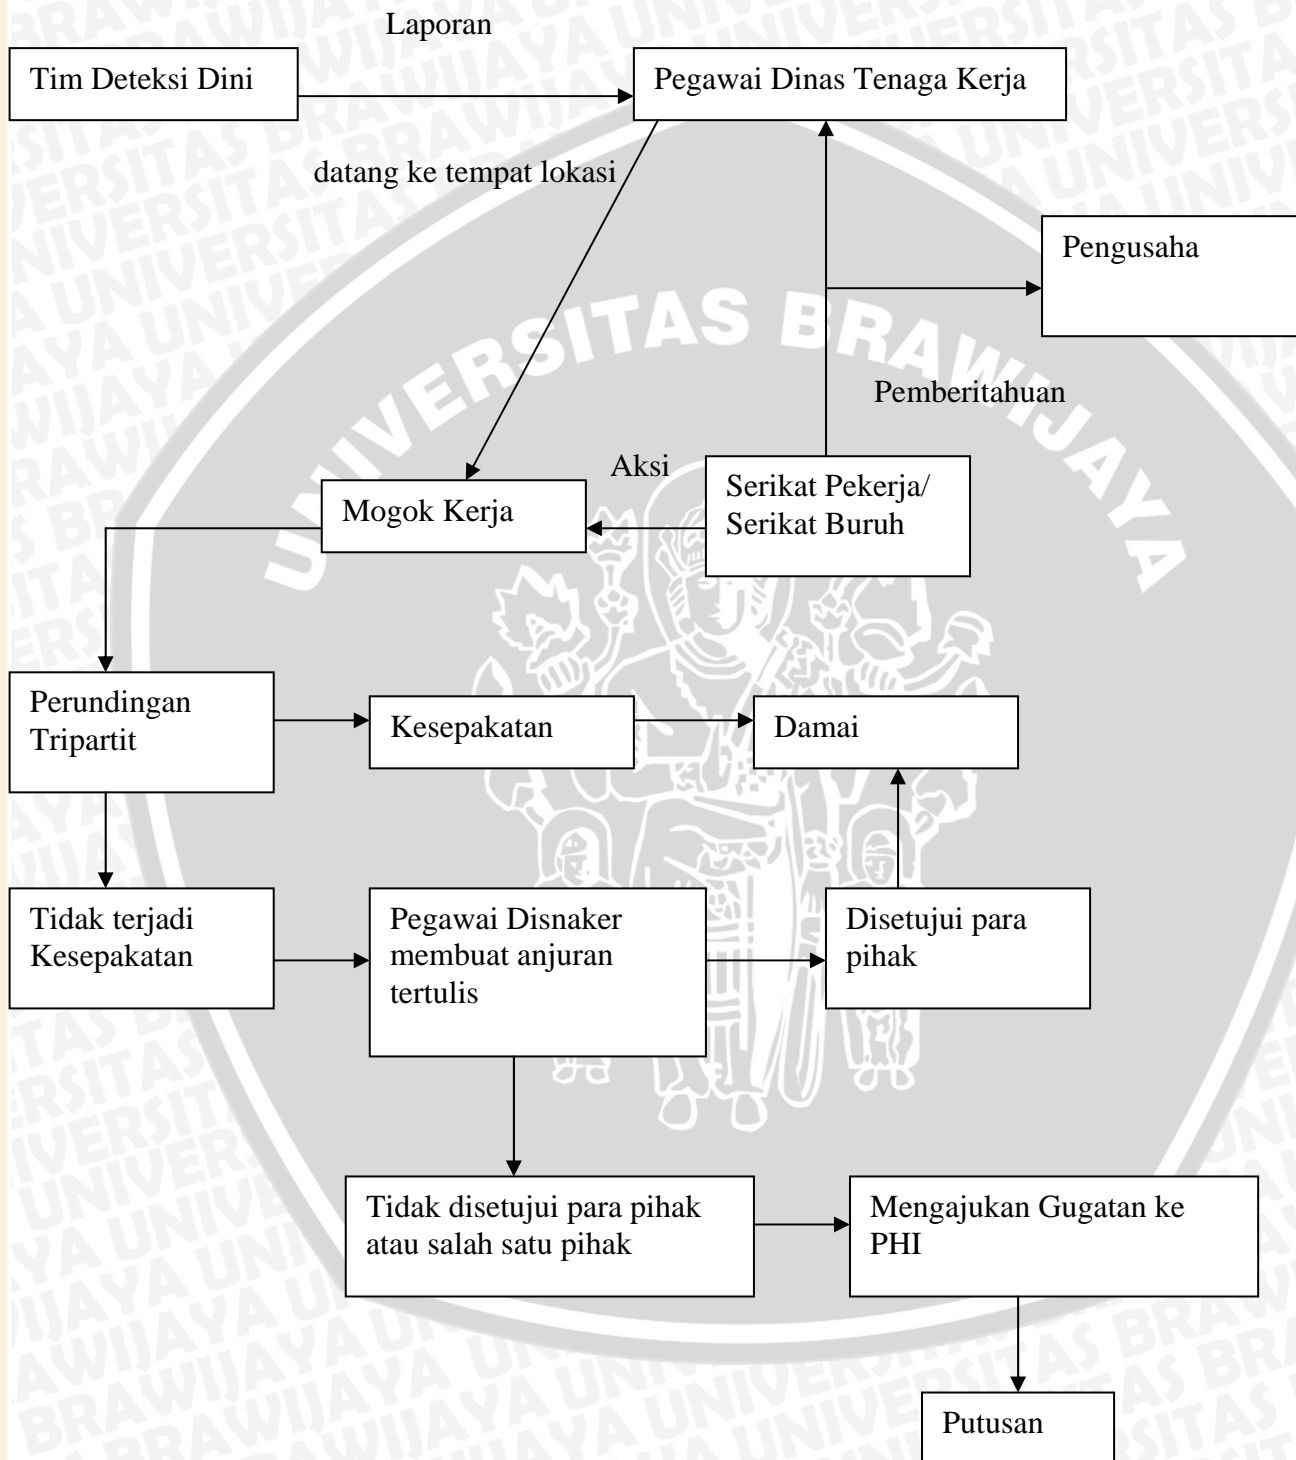 Laporan
Tim Deteksi Dini
Pegawai Dinas Tenaga Kerja
datang ke tempat lokasi
Pengusaha
UNIVERSITAS BRAWIJAYA
Pemberitahuan
Aksi
Serikat Pekerja/
Serikat Buruh
Mogok Kerja
Perundingan
Tripartit
Kesepakatan
Damai
Tidak terjadi
Kesepakatan
Pegawai Disnaker
membuat anjuran
tertulis
Disetujui para
pihak
Tidak disetujui para pihak
atau salah satu pihak
Mengajukan Gugatan ke
PHI
Putusan